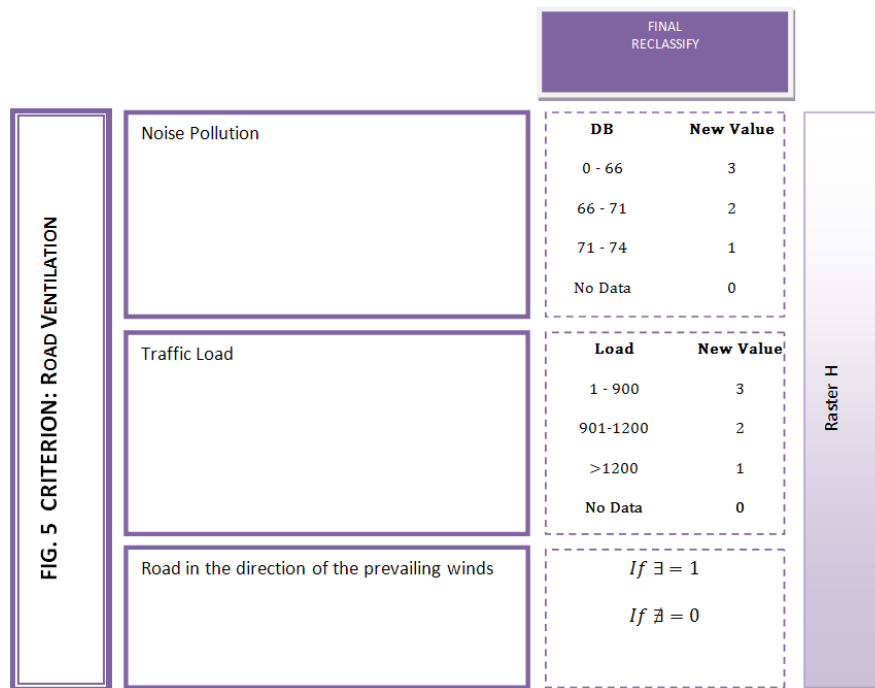 FINAL
RECLASSIFY
FIG. 5 CRITERION: ROAD VENTILATION
Noise Pollution
DB New Value
0 - 66 3
66 - 71 2
71 - 74 1
No Data 0
Traffic Load
Load New Value
1 - 900 3
901-1200 2
>1200 1
No Data 0
Road in the direction of the prevailing winds
If ∃ = 1
If ∄ = 0
Raster H